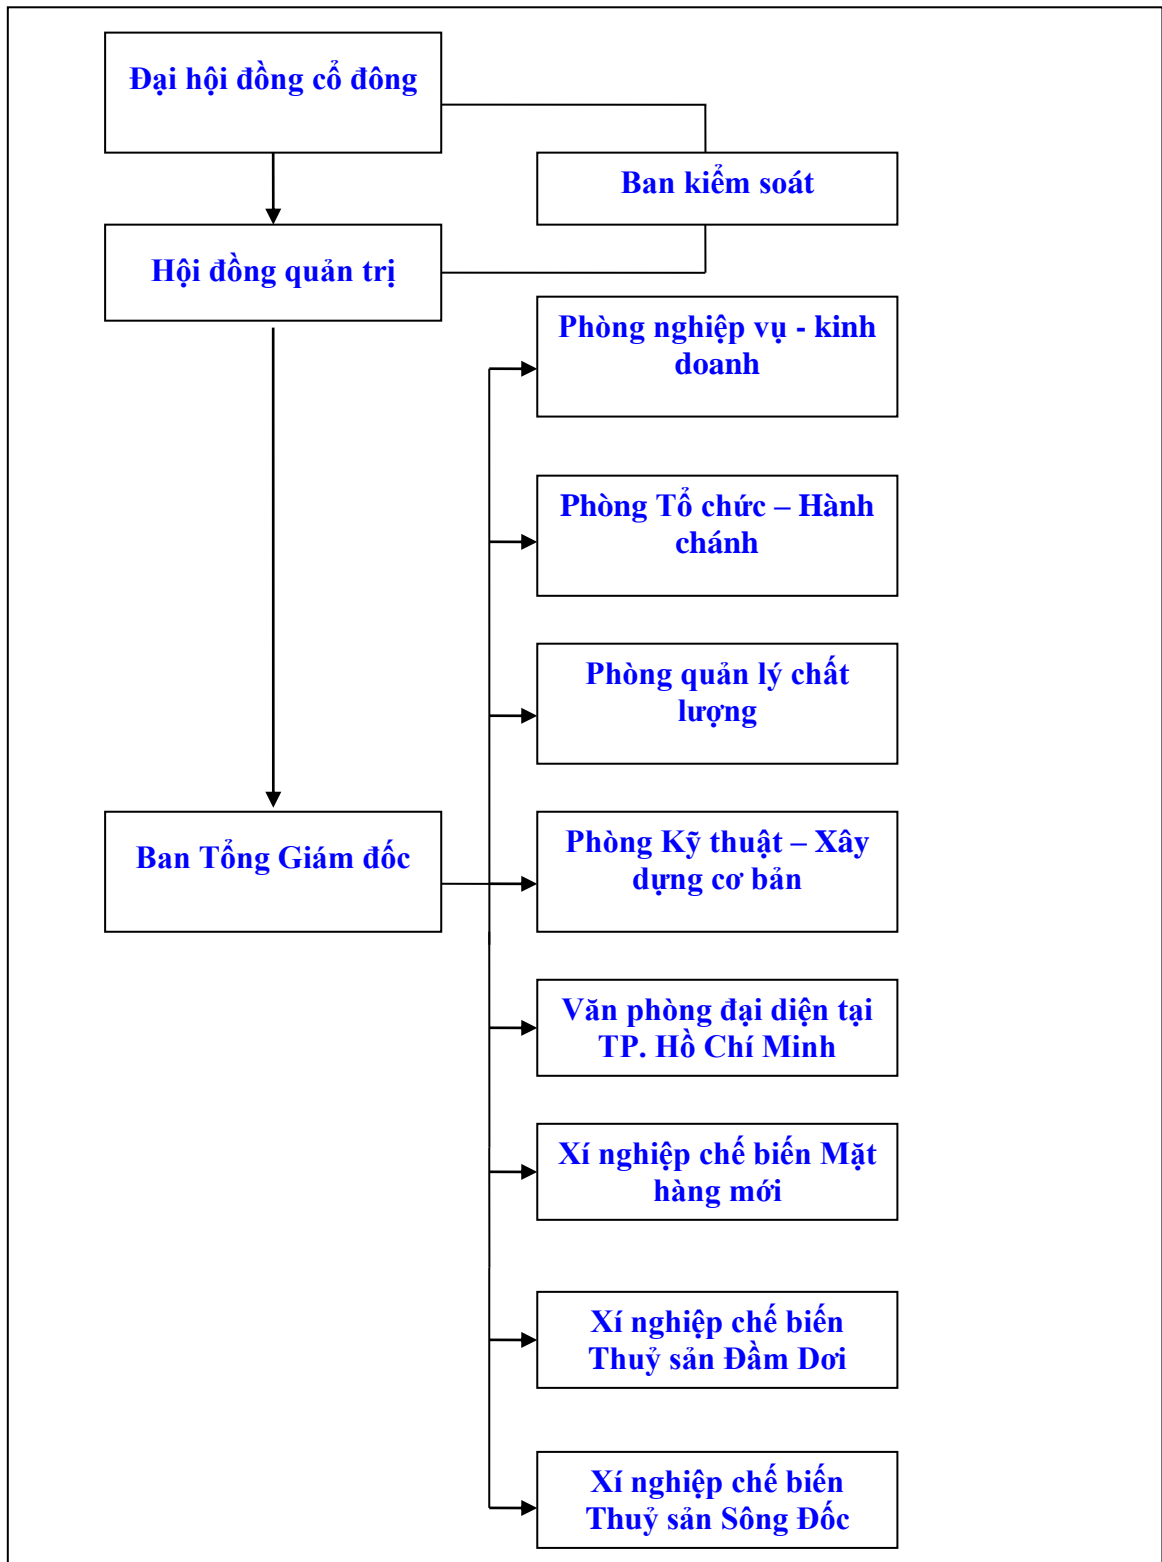 Đại hội đồng cổ đông
Ban kiểm soát
Hội đồng quản trị
Phòng nghiệp vụ - kinh
doanh
Phòng Tổ chức – Hành
chánh
Phòng quản lý chất
lượng
Ban Tổng Giám đốc
Phòng Kỹ thuật – Xây
dựng cơ bản
Văn phòng đại diện tại
TP. Hồ Chí Minh
Xí nghiệp chế biến Mặt
hàng mới
Xí nghiệp chế biến
Thuỷ sản Đầm Dơi
Xí nghiệp chế biến
Thuỷ sản Sông Đốc